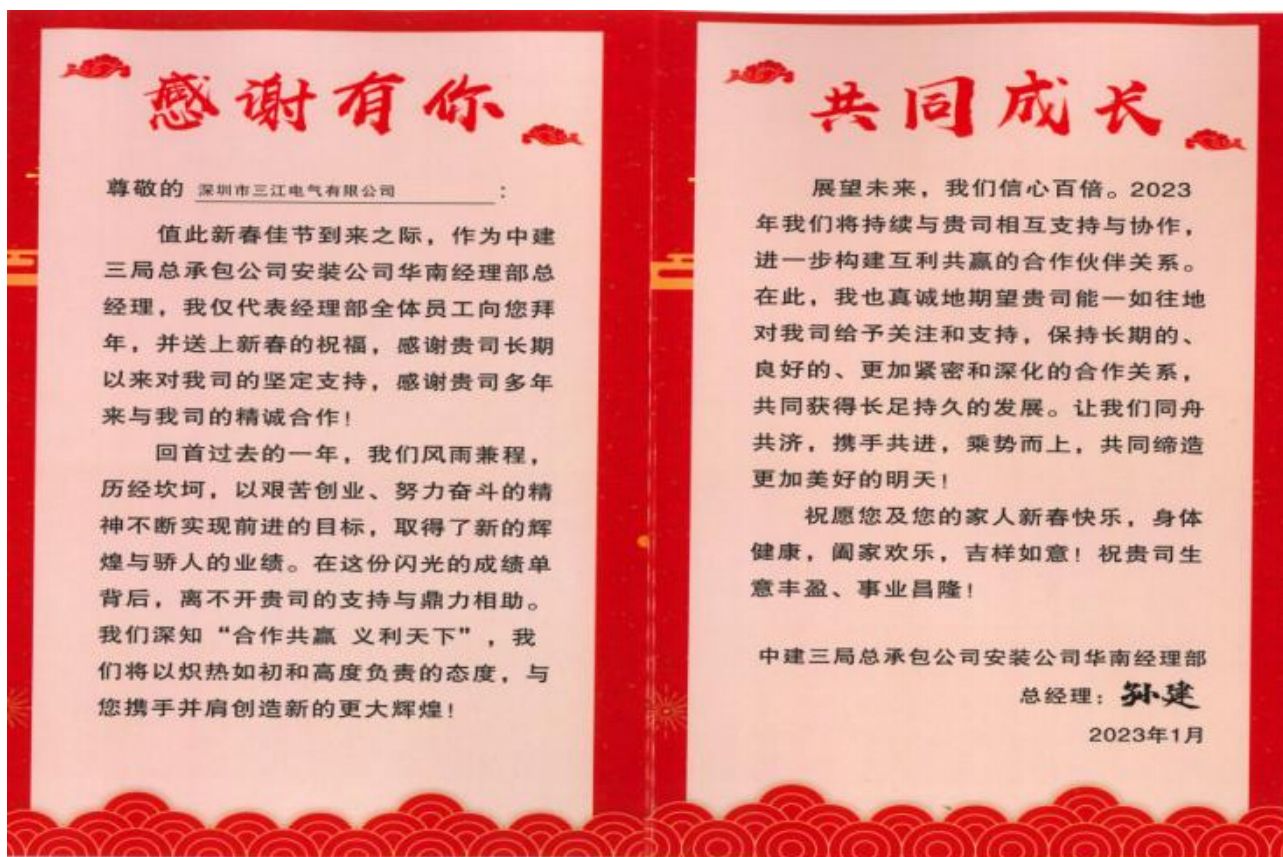 感谢有你
尊敬的 深圳市三江电气有限公司 :
值此新春佳节到来之际，作为中建
三局总承包公司安装公司华南经理部总
经理，我仅代表经理部全体员工向您拜
年，并送上新春的祝福，感谢贵司长期
以来对我司的坚定支持，感谢贵司多年
来与我司的精诚合作！
回首过去的一年，我们风雨兼程，
历经坎坷，以艰苦创业、努力奋斗的精
神不断实现前进的目标，取得了新的辉
煌与骄人的业绩。在这份闪光的成绩单
背后，离不开贵司的支持与鼎力相助。
我们深知“合作共赢 义利天下”，我
们将以炽热如初和高度负责的态度，与
您携手并肩创造新的更大辉煌！
共同成长
展望未来，我们信心百倍。2023
年我们将持续与贵司相互支持与协作，
进一步构建互利共赢的合作伙伴关系。
在此，我也真诚地期望贵司能一如往地
对我司给予关注和支持，保持长期的、
良好的、更加紧密和深化的合作关系，
共同获得长足持久的发展。让我们同舟
共济，携手共进，乘势而上，共同缔造
更加美好的明天！
祝愿您及您的家人新春快乐，身体
健康，阖家欢乐，吉祥如意！祝贵司生
意丰盈、事业昌隆！
中建三局总承包公司安装公司华南经理部
总经理：孙建
2023年1月